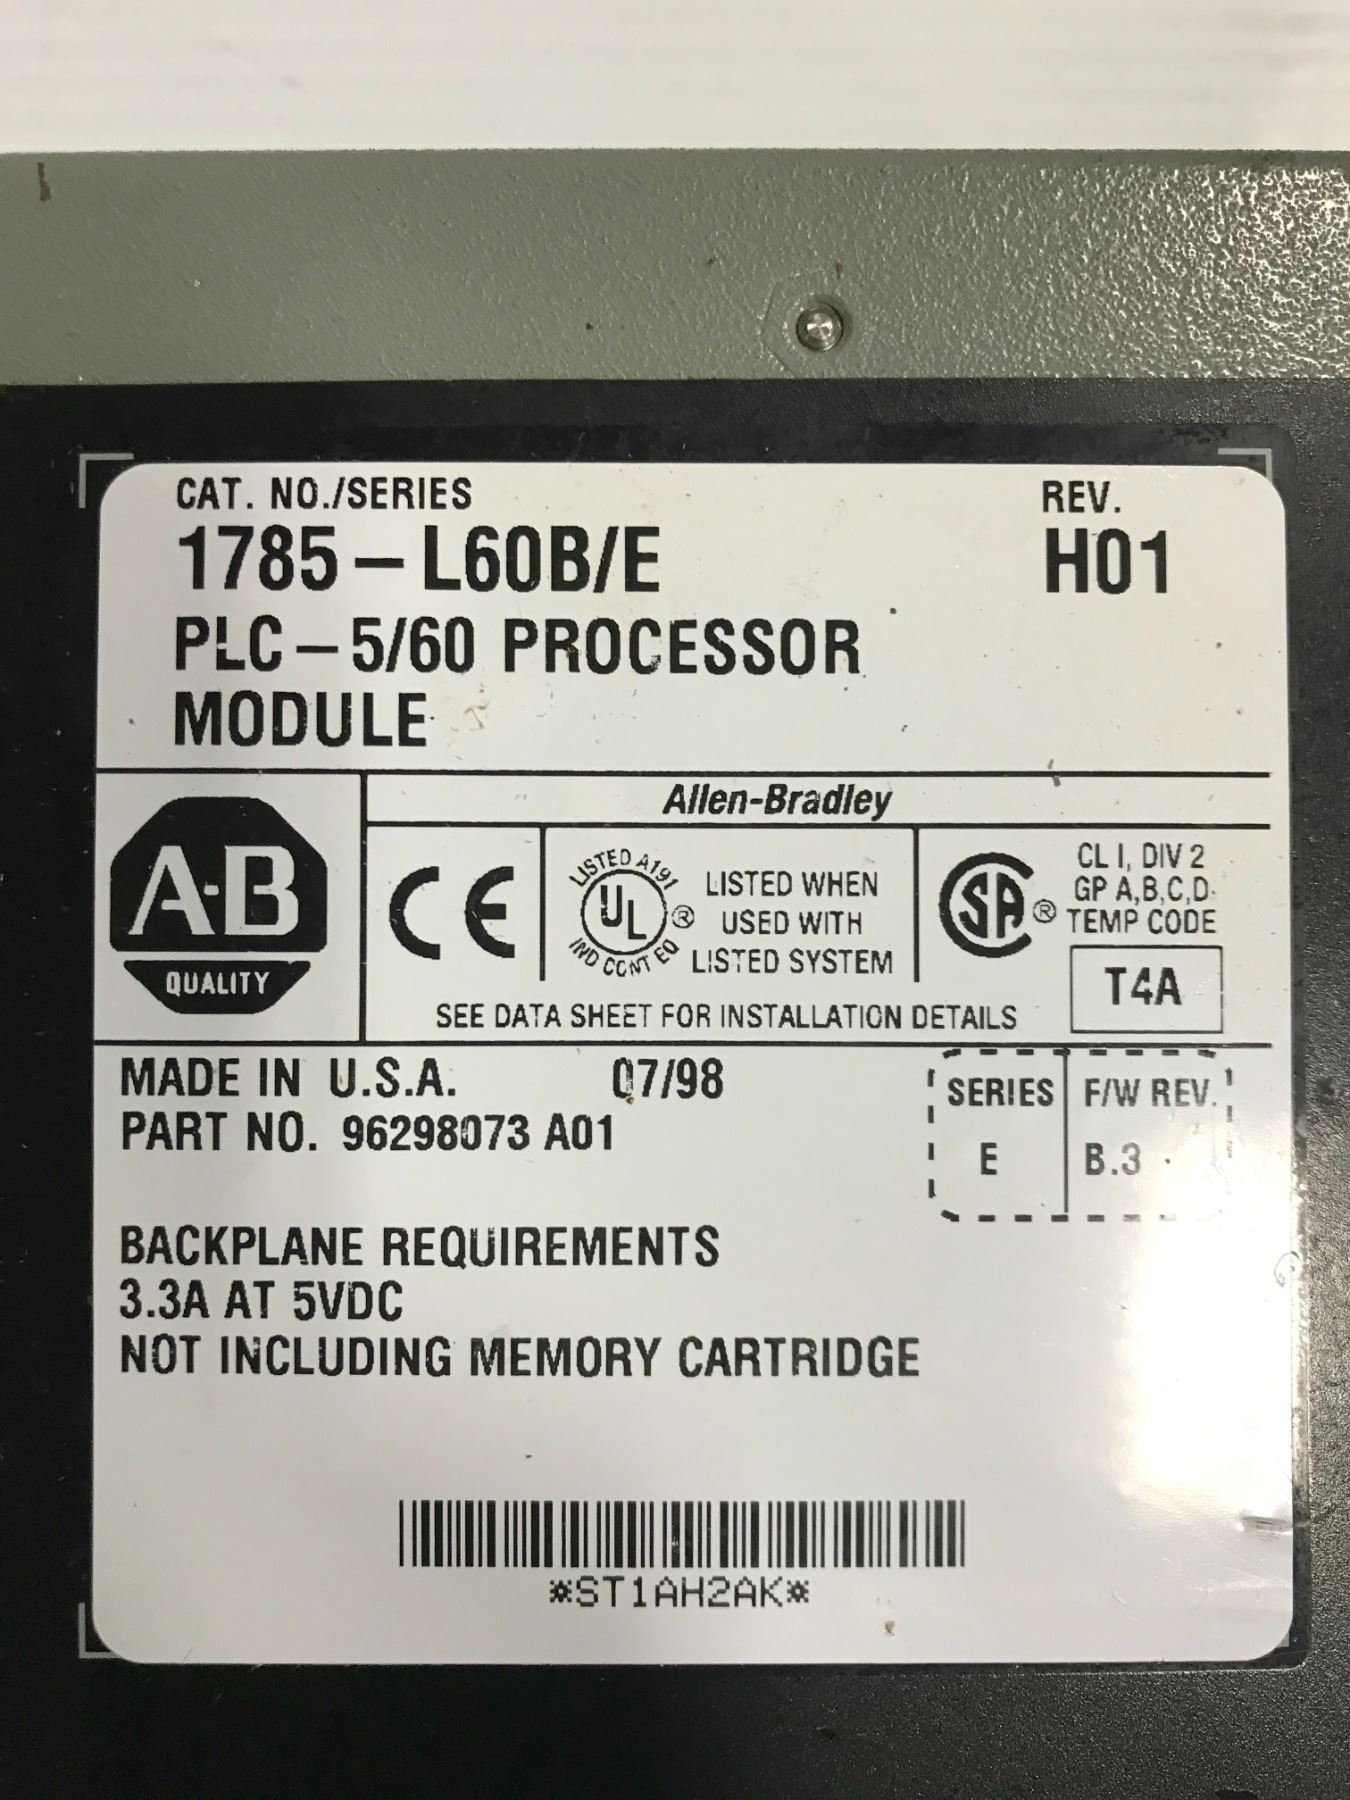 CAT. NO./SERIES REV.
1785-L60B/E H01
PLC-5/60 PROCESSOR
MODULE
Allen-Bradley
A-B
QUALITY
CE
LISTED A191
UL ®
IND CONT EQ
LISTED WHEN
USED WITH
LISTED SYSTEM
SA ®
CL I, DIV 2
GP A,B,C,D
TEMP CODE
T4A
SEE DATA SHEET FOR INSTALLATION DETAILS
MADE IN U.S.A. 07/98
PART NO. 96298073 A01
SERIES F/W REV.
E B.3
BACKPLANE REQUIREMENTS
3.3A AT 5VDC
NOT INCLUDING MEMORY CARTRIDGE
*ST1AH2AK*